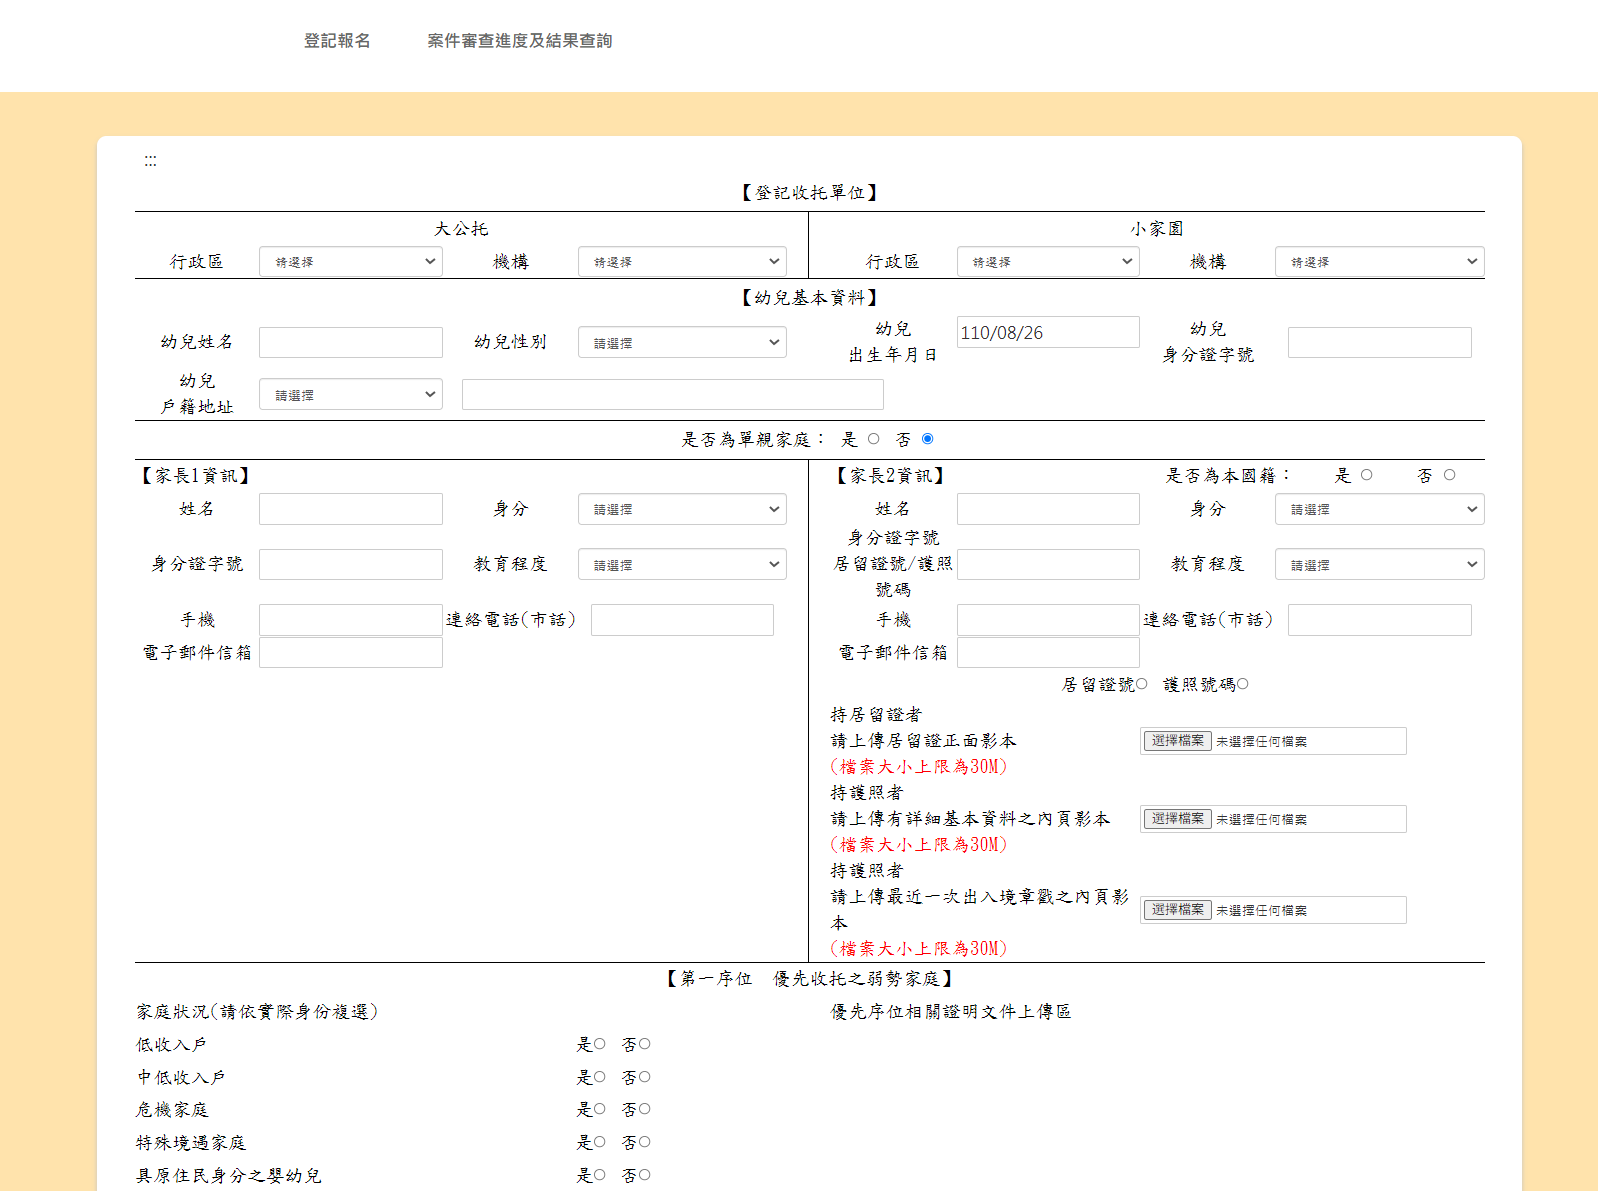 登記報名 案件審查進度及結果查詢
:::
【登記收托單位】
大公托 小家園
行政區 請選擇 機構 請選擇 行政區 請選擇 機構 請選擇
【幼兒基本資料】
幼兒姓名 幼兒性別 請選擇 幼兒
出生年月日 110/08/26 幼兒
身分證字號
幼兒
戶籍地址 請選擇
是否為單親家庭： 是 否
【家長1資訊】
姓名 身分 請選擇
身分證字號 教育程度 請選擇
手機 連絡電話(市話)
電子郵件信箱
【家長2資訊】 是否為本國籍： 是 否
姓名 身分 請選擇
身分證字號
居留證號/護照
號碼 教育程度 請選擇
手機 連絡電話(市話)
電子郵件信箱
居留證號 護照號碼
持居留證者
請上傳居留證正面影本 選擇檔案 未選擇任何檔案
(檔案大小上限為30M)
持護照者
請上傳有詳細基本資料之內頁影本 選擇檔案 未選擇任何檔案
(檔案大小上限為30M)
持護照者
請上傳最近一次出入境章戳之內頁影
本 選擇檔案 未選擇任何檔案
(檔案大小上限為30M)
【第一序位 優先收托之弱勢家庭】
家庭狀況(請依實際身份複選) 優先序位相關證明文件上傳區
低收入戶 是 否
中低收入戶 是 否
危機家庭 是 否
特殊境遇家庭 是 否
具原住民身分之嬰幼兒 是 否